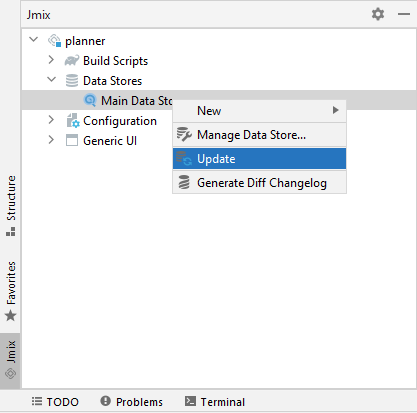 Jmix
planner
Build Scripts
Data Stores
Main Data Sto
New
Manage Data Store...
Update
Generate Diff Changelog
Configuration
Generic UI
Structure
Favorites
Jmix
TODO
Problems
Terminal